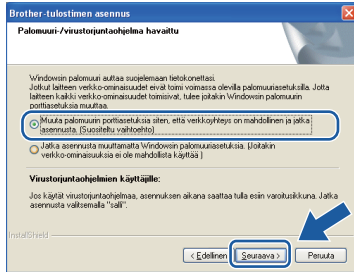 Brother-tulostimen asennus
Palomuuri-/virustorjuntaohjelma havaittu
Windowsin palomuuri auttaa suojelemaan tietokonettasi.
Jotkut laitteen verkko-ominaisuudet eivät toimi voimassa olevilla palomuuriasetuksilla. Jotta
laitteen kaikki verkko-ominaisuudet toimisivat, tulee joitakin Windowsin palomuurin
porttiasetuksia muuttaa.
Muuta palomuurin porttiasetuksia siten, että verkkoyhteys on mahdollinen ja jatka
asennusta. (Suositeltu vaihtoehto)
Jatka asennusta muuttamatta Windowsin palomuuriasetuksia. (Joitakin
verkko-ominaisuuksia ei ole mahdollista käyttää )
Virustorjuntaohjelmien käyttäjille:
Jos käytät virustorjuntaohjelmaa, asennuksen aikana saattaa tulla esiin varoitusikkuna. Jatka
asennusta valitsemalla "salli".
InstallShield
< Edellinen
Seuraava >
Peruuta